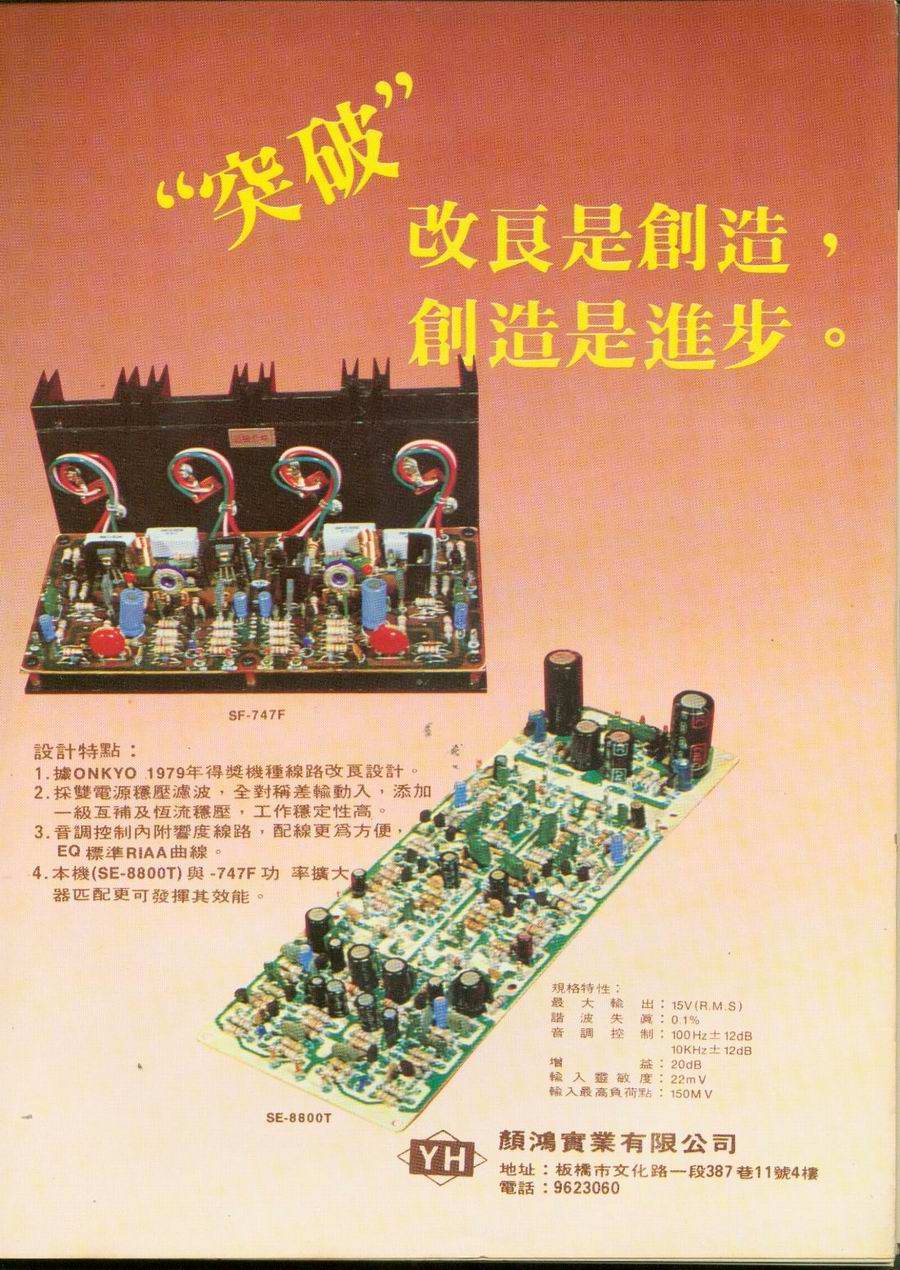 “突破”
改良是創造，
創造是進步。
SF-747F
設計特點：
1.據ONKYO 1979年得獎機種線路改良設計。
2.採雙電源穩壓濾波，全對稱差輸動入，添加
一級互補及恆流穩壓，工作穩定性高。
3.音調控制內附響度線路，配線更爲方便，
EQ標準RIAA曲線。
4.本機(SE-8800T)與-747F功 率擴大
器匹配更可發揮其效能。
規格特性：
最大輸出：15V(R.M.S)
諧波失眞：0.1%
音調控制：100Hz±12dB
10KHz±12dB
增益：20dB
輸入靈敏度：22mV
輸入最高負荷點：150MV
SE-8800T
YH
顏鴻實業有限公司
地址：板橋市文化路一段387巷11號4樓
電話：9623060